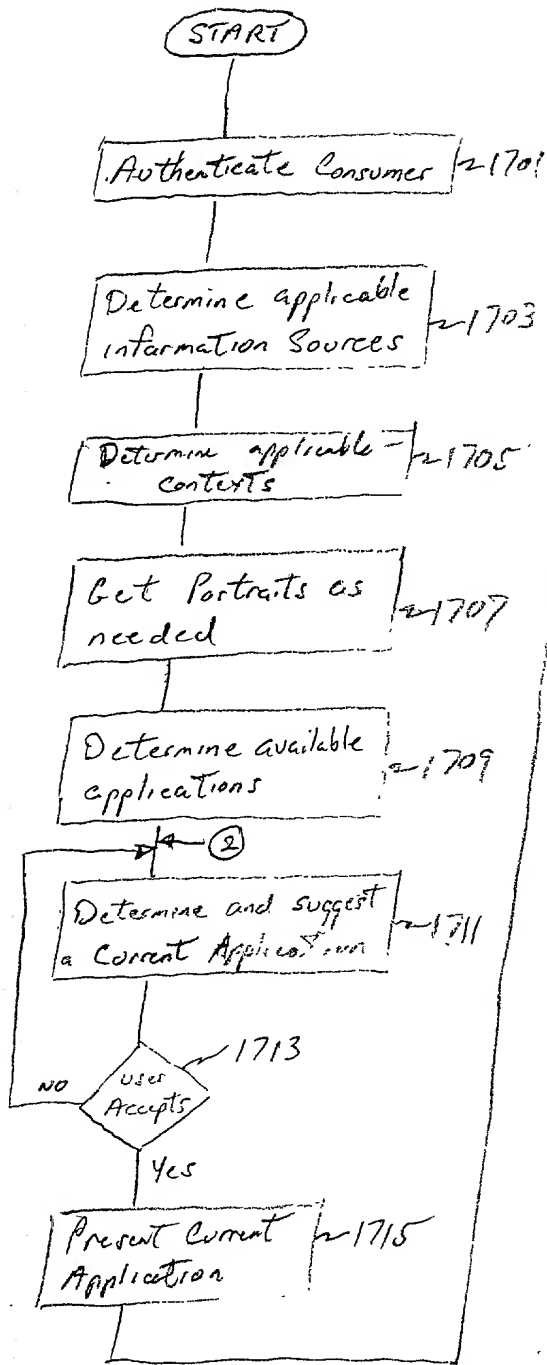 START
Authenticate Consumer 1701
Determine applicable
information Sources 1703
Determine applicable
contexts 1705
Get Portraits as
needed 1707
Determine available
applications 1709
2
Determine and suggest
a Current Application 1711
1713
User
Accepts
NO
Yes
Present Current
Application 1715